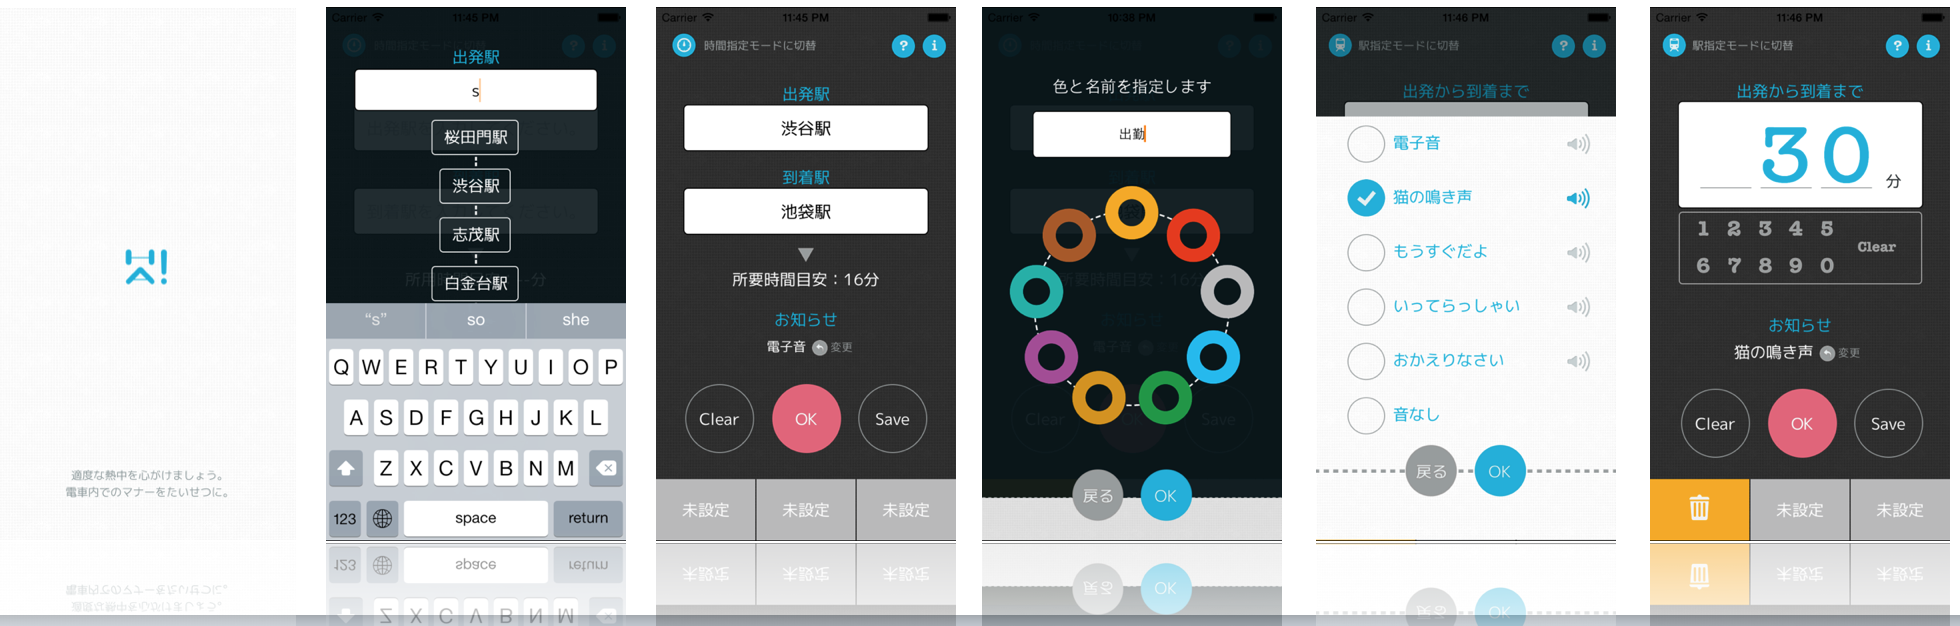 適度な熱中を心がけましょう。
電車内でのマナーをたいせつに。
Carrier 11:45 PM
時間指定モードに切替 ? i
出発駅
s
桜田門駅
渋谷駅
志茂駅
白金台駅
“s” so she
Q W E R T Y U I O P
A S D F G H J K L
Z X C V B N M
123 space return
Carrier 11:45 PM
時間指定モードに切替 ? i
出発駅
渋谷駅
到着駅
池袋駅
所要時間目安：16分
お知らせ
電子音 変更
Clear OK Save
未設定 未設定 未設定
Carrier 10:38 PM
色と名前を指定します
出勤
戻る OK
Carrier 11:46 PM
駅指定モードに切替 ? i
出発から到着まで
電子音
猫の鳴き声
もうすぐだよ
いってらっしゃい
おかえりなさい
音なし
戻る OK
Carrier 11:46 PM
駅指定モードに切替 ? i
出発から到着まで
30 分
1 2 3 4 5
Clear
6 7 8 9 0
お知らせ
猫の鳴き声 変更
Clear OK Save
未設定 未設定